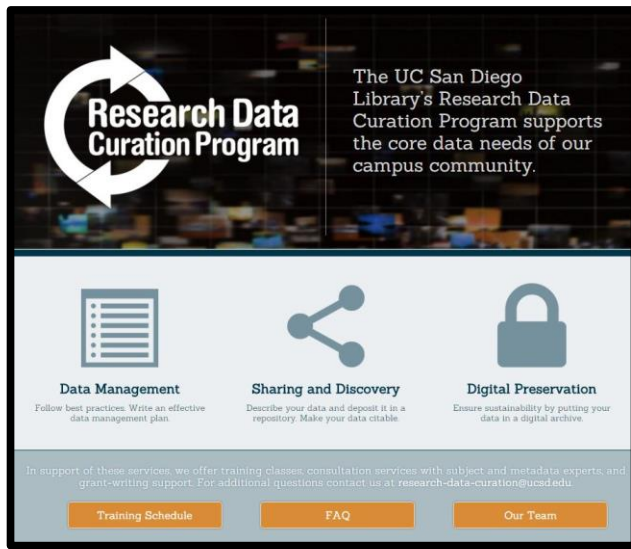 Research Data
Curation Program
The UC San Diego
Library's Research Data
Curation Program supports
the core data needs of our
campus community.
Data Management
Follow best practices. Write an effective
data management plan.
Sharing and Discovery
Describe your data and deposit it in a
repository. Make your data citable.
Digital Preservation
Ensure sustainability by putting your
data in a digital archive.
In support of these services, we offer training classes, consultation services with subject and metadata experts, and
grant-writing support. For additional questions contact us at research-data-curation@ucsd.edu.
Training Schedule
FAQ
Our Team